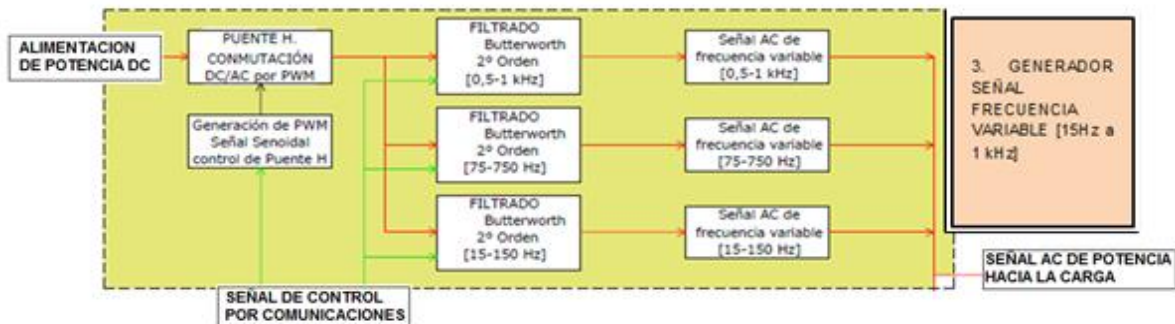 ALIMENTACION
DE POTENCIA DC
PUENTE H.
CONMUTACIÓN
DC/AC por PWM
Generación de PWM
Señal Senoidal
control de Puente H
FILTRADO
Butterworth
2º Orden
[0,5-1 kHz]
Señal AC de
frecuencia variable
[0,5-1 kHz]
FILTRADO
Butterworth
2º Orden
[75-750 Hz]
Señal AC de
frecuencia variable
[75-750 Hz]
FILTRADO
Butterworth
2º Orden
[15-150 Hz]
Señal AC de
frecuencia variable
[15-150 Hz]
3. GENERADOR
SEÑAL
FRECUENCIA
VARIABLE [15Hz a
1 kHz]
SEÑAL AC DE POTENCIA
HACIA LA CARGA
SEÑAL DE CONTROL
POR COMUNICACIONES